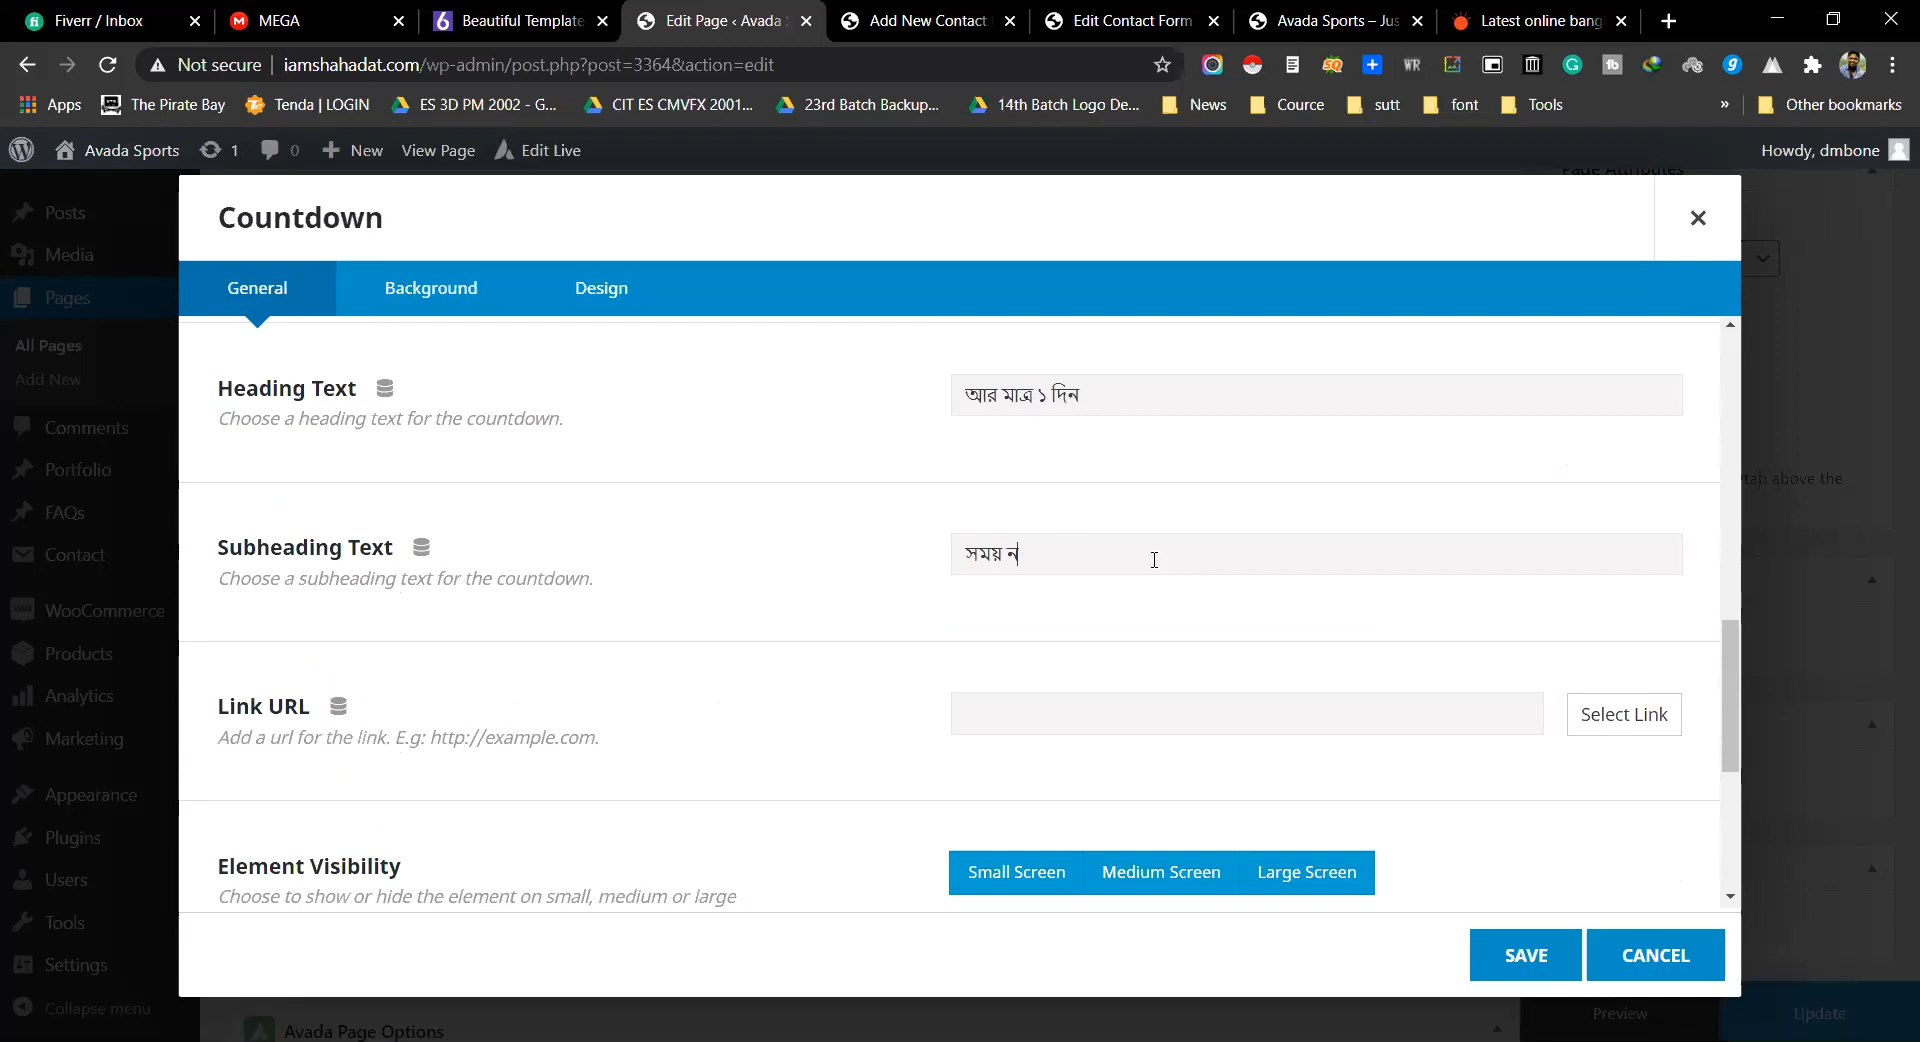 Fiverr / Inbox
MEGA
Beautiful Template
Edit Page ‹ Avada
Add New Contact
Edit Contact Form
Avada Sports – Jus
Latest online bang
Not secure
iamshahadat.com/wp-admin/post.php?post=3364&action=edit
Apps
The Pirate Bay
Tenda | LOGIN
ES 3D PM 2002 - G...
CIT ES CMVFX 2001...
23rd Batch Backup...
14th Batch Logo De...
News
Cource
sutt
font
Tools
»
Other bookmarks
Avada Sports
1
0
New
View Page
Edit Live
Howdy, dmbone
Posts
Media
Pages
All Pages
Add New
Comments
Portfolio
FAQs
Contact
WooCommerce
Products
Analytics
Marketing
Appearance
Plugins
Users
Tools
Settings
Collapse menu
Countdown
General
Background
Design
Heading Text
Choose a heading text for the countdown.
আর মাত্র ১ দিন
Subheading Text
Choose a subheading text for the countdown.
সময় ন
Link URL
Add a url for the link. E.g: http://example.com.
Select Link
Element Visibility
Choose to show or hide the element on small, medium or large
Small Screen
Medium Screen
Large Screen
SAVE
CANCEL
tab above the
Avada Page Options
Preview
Update